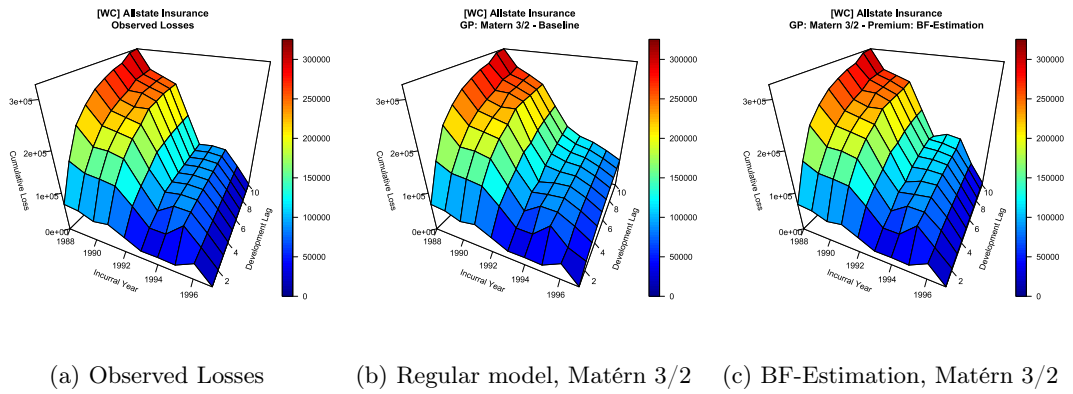 [WC] Allstate Insurance
Observed Losses
Cumulative Loss
3e+05
2e+05
1e+05
0e+00
1988
1990
1992
1994
1996
Incurral Year
2
4
6
8
10
Development Lag
300000
250000
200000
150000
100000
50000
0
[WC] Allstate Insurance
GP: Matern 3/2 - Baseline
Cumulative Loss
3e+05
2e+05
1e+05
0e+00
1988
1990
1992
1994
1996
Incurral Year
2
4
6
8
10
Development Lag
300000
250000
200000
150000
100000
50000
0
[WC] Allstate Insurance
GP: Matern 3/2 - Premium: BF-Estimation
Cumulative Loss
3e+05
2e+05
1e+05
0e+00
1988
1990
1992
1994
1996
Incurral Year
2
4
6
8
10
Development Lag
300000
250000
200000
150000
100000
50000
0
(a) Observed Losses
(b) Regular model, Matérn 3/2
(c) BF-Estimation, Matérn 3/2